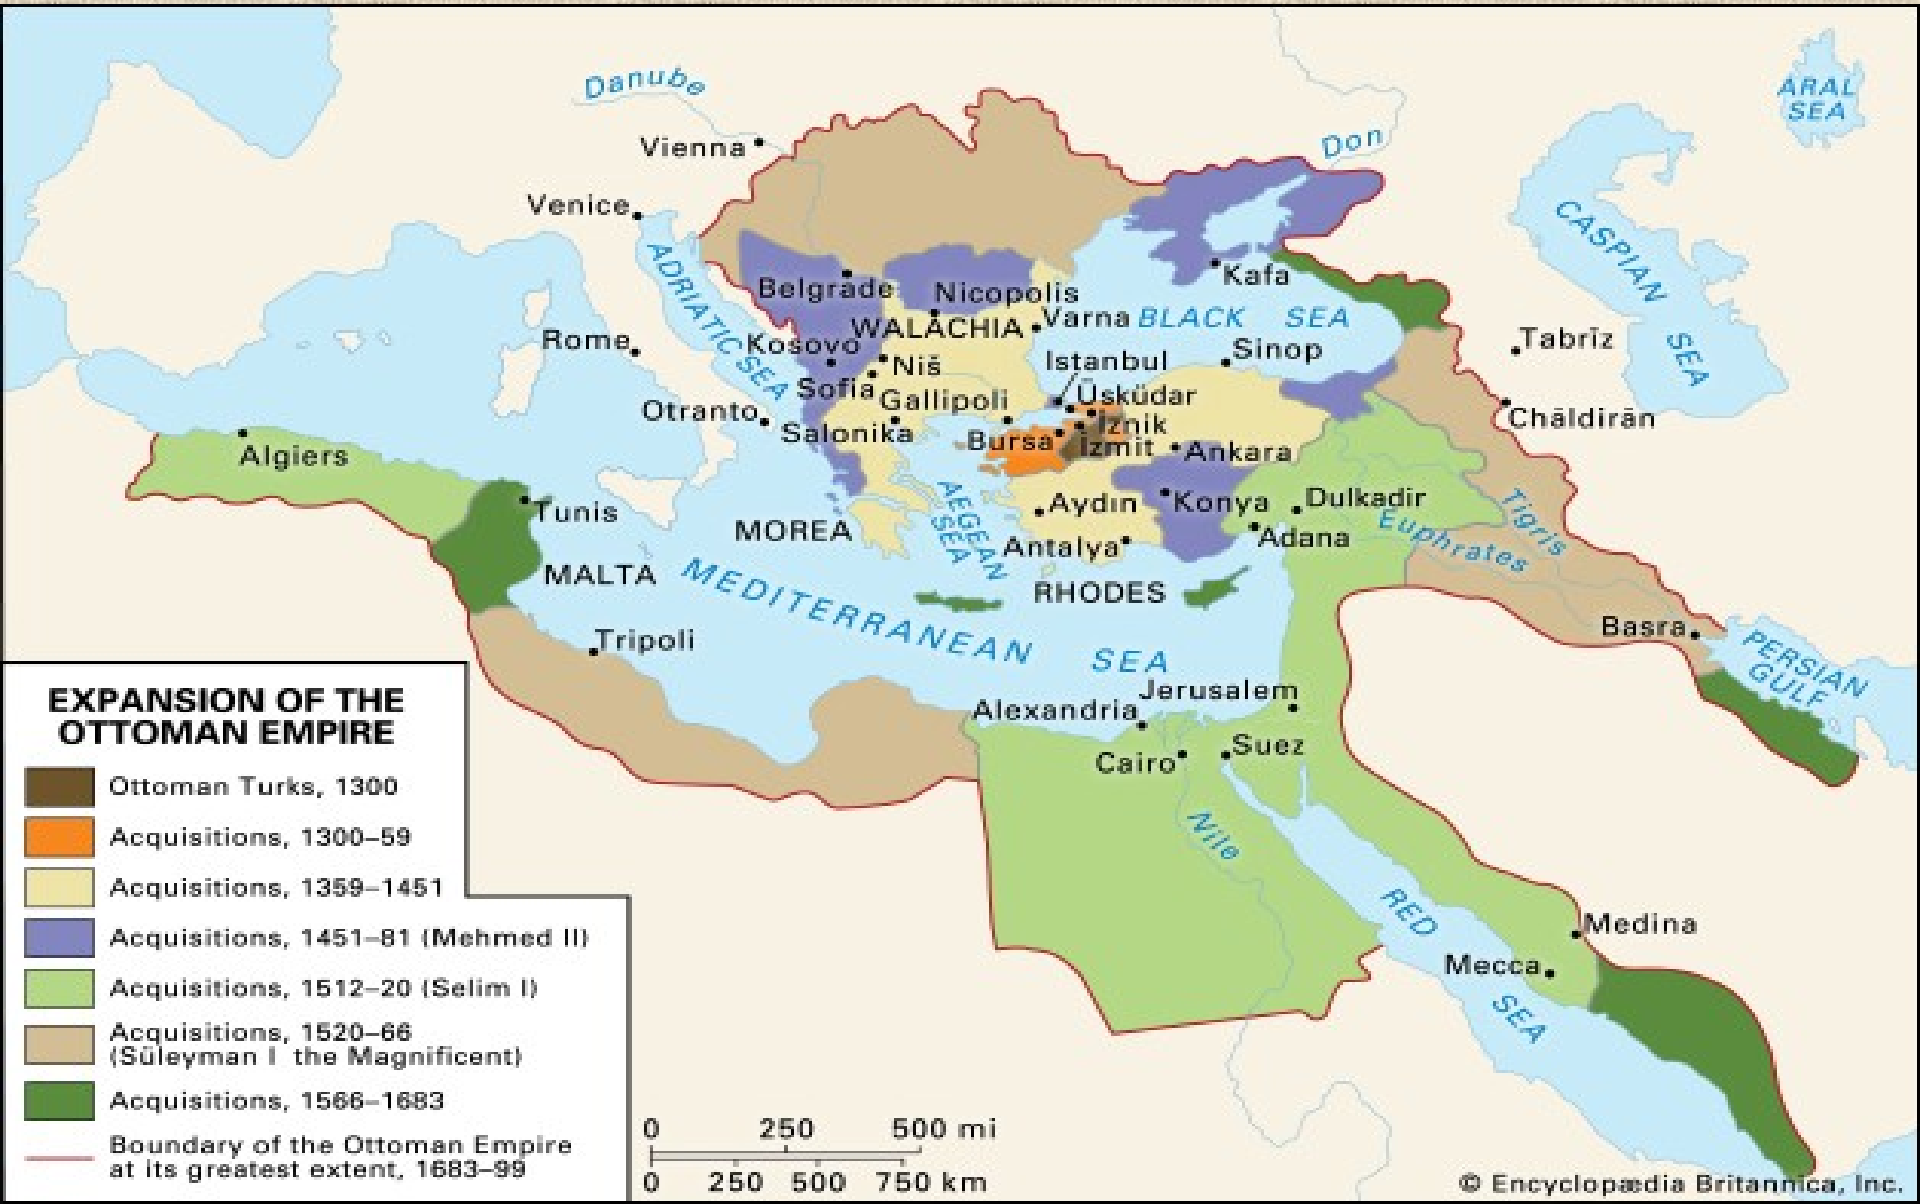 Danube
Vienna
Venice
Don
ARAL
SEA
CASPIAN
SEA
ADRIATIC SEA
Belgrade
Nicopolis
Kafa
WALACHIA
Varna
BLACK SEA
Rome
Kosovo
Niš
Istanbul
Sinop
Tabrīz
Sofia
Gallipoli
Üsküdar
Otranto
Salonika
Bursa
İznik
İzmit
Ankara
Chāldirān
Algiers
Tunis
MOREA
AEGEAN
SEA
Aydın
Konya
Dulkadir
Euphrates
Tigris
Antalya
Adana
MALTA
MEDITERRANEAN SEA
RHODES
Tripoli
Basra
PERSIAN
GULF
Jerusalem
Alexandria
Cairo
Suez
Nile
RED
SEA
Medina
Mecca
EXPANSION OF THE
OTTOMAN EMPIRE
Ottoman Turks, 1300
Acquisitions, 1300–59
Acquisitions, 1359–1451
Acquisitions, 1451–81 (Mehmed II)
Acquisitions, 1512–20 (Selim I)
Acquisitions, 1520–66
(Süleyman I the Magnificent)
Acquisitions, 1566–1683
Boundary of the Ottoman Empire
at its greatest extent, 1683–99
0 250 500 mi
0 250 500 750 km
© Encyclopædia Britannica, Inc.